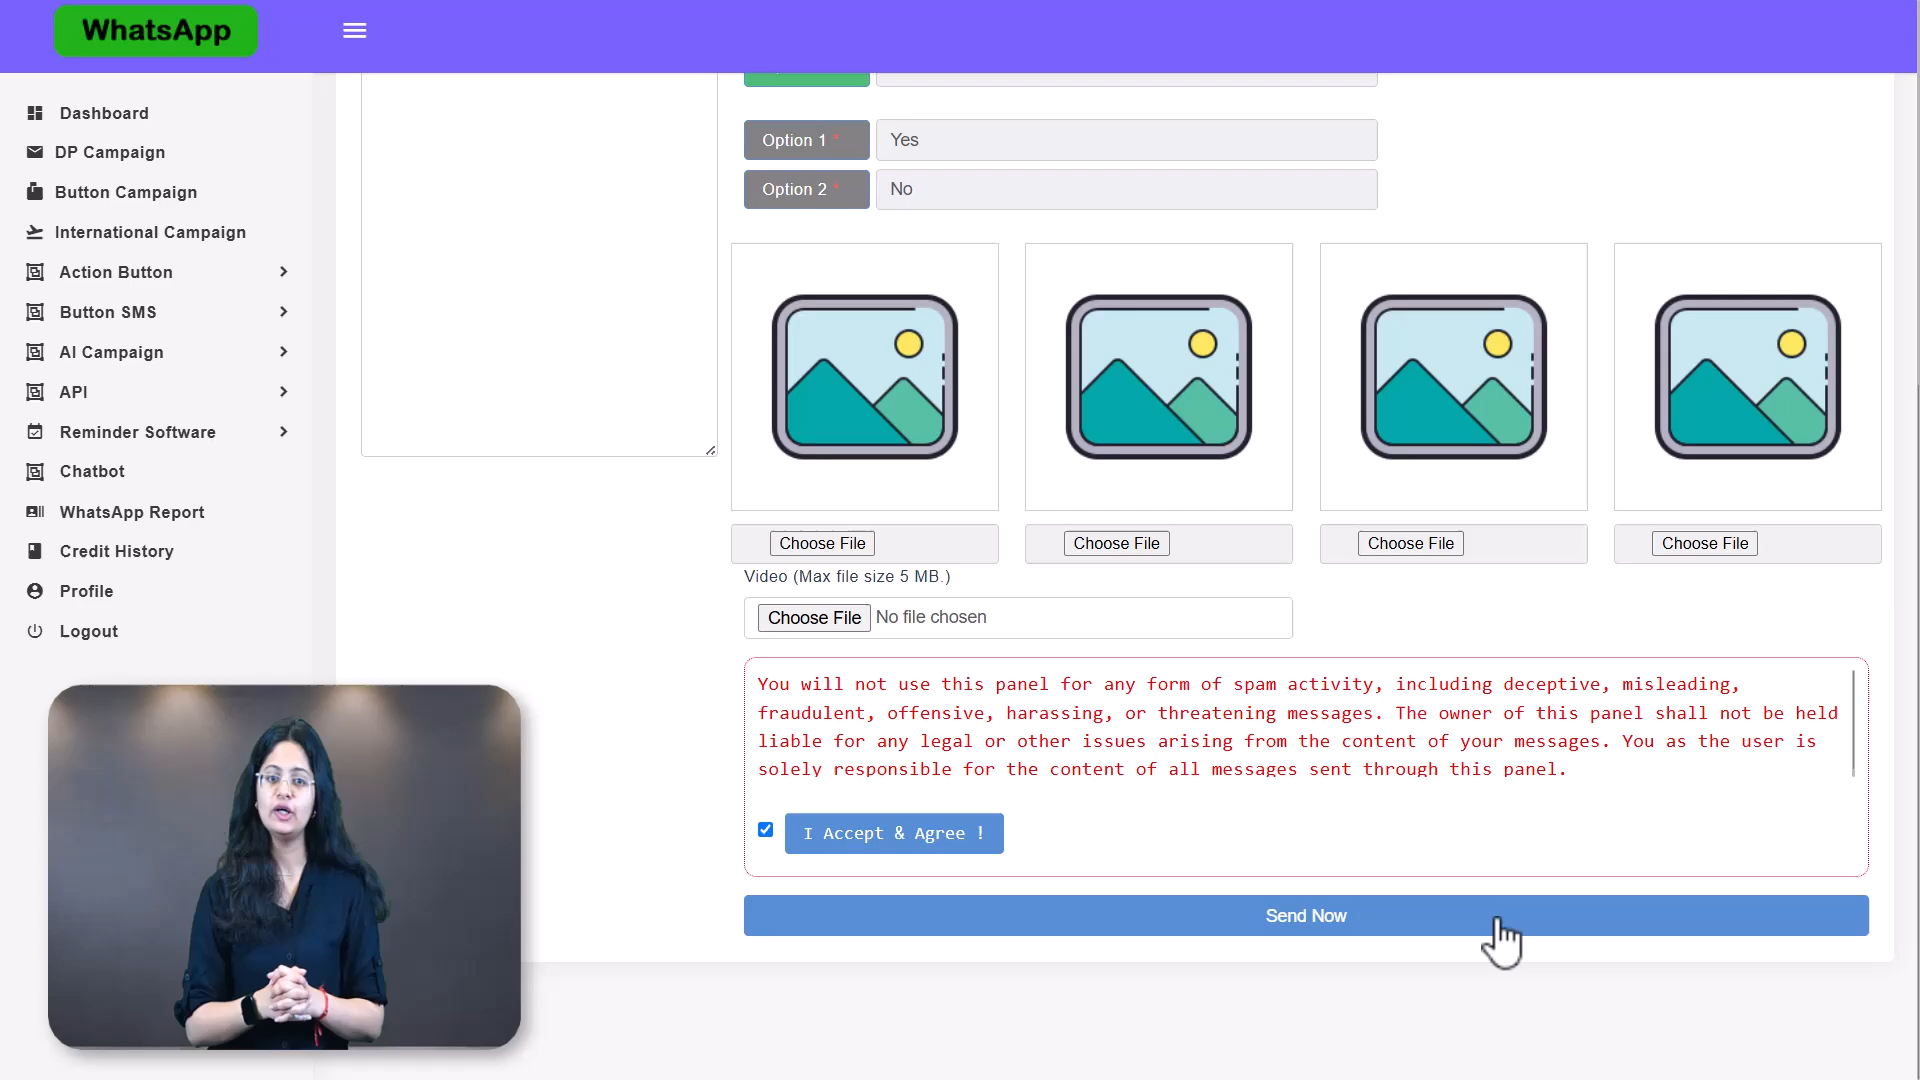 WhatsApp
Dashboard
DP Campaign
Button Campaign
International Campaign
Action Button
Button SMS
AI Campaign
API
Reminder Software
Chatbot
WhatsApp Report
Credit History
Profile
Logout
Option 1 * Yes
Option 2 * No
Choose File Choose File Choose File Choose File
Video (Max file size 5 MB.)
Choose File No file chosen
You will not use this panel for any form of spam activity, including deceptive, misleading,
fraudulent, offensive, harassing, or threatening messages. The owner of this panel shall not be held
liable for any legal or other issues arising from the content of your messages. You as the user is
solely responsible for the content of all messages sent through this panel.
I Accept & Agree !
Send Now